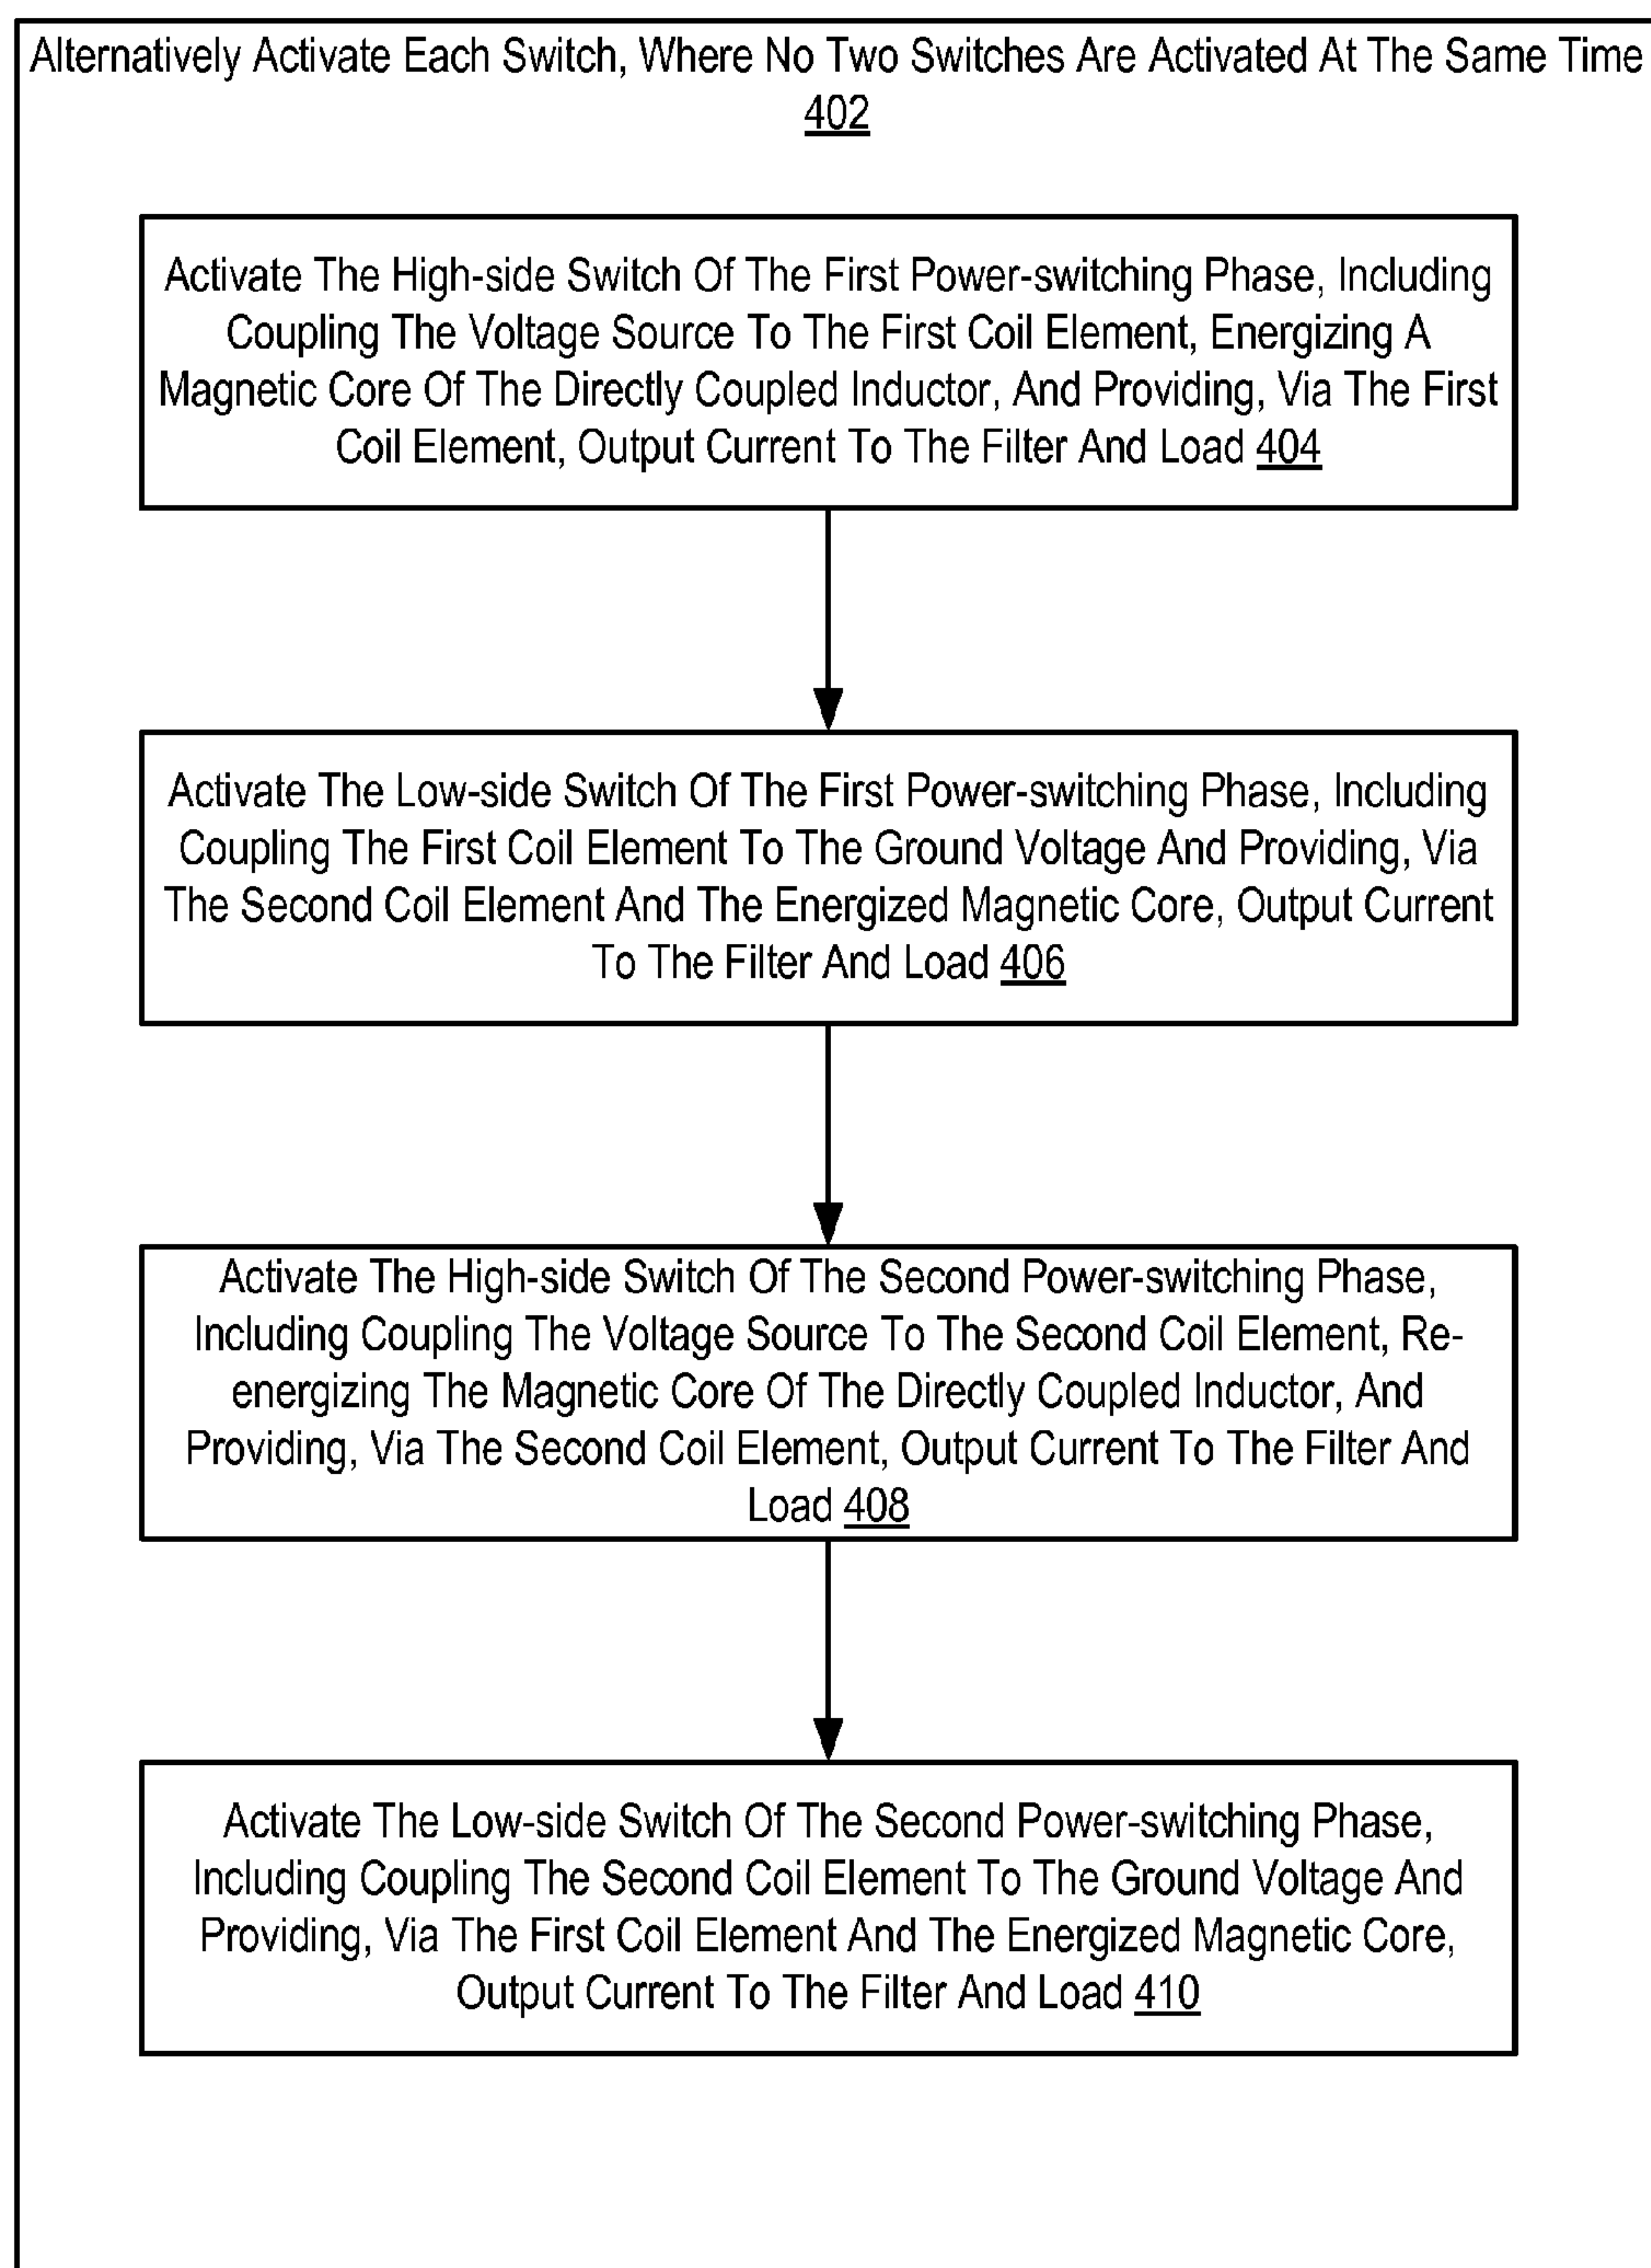 Alternatively Activate Each Switch, Where No Two Switches Are Activated At The Same Time
402
Activate The High-side Switch Of The First Power-switching Phase, Including
Coupling The Voltage Source To The First Coil Element, Energizing A
Magnetic Core Of The Directly Coupled Inductor, And Providing, Via The First
Coil Element, Output Current To The Filter And Load 404
Activate The Low-side Switch Of The First Power-switching Phase, Including
Coupling The First Coil Element To The Ground Voltage And Providing, Via
The Second Coil Element And The Energized Magnetic Core, Output Current
To The Filter And Load 406
Activate The High-side Switch Of The Second Power-switching Phase,
Including Coupling The Voltage Source To The Second Coil Element, Re-
energizing The Magnetic Core Of The Directly Coupled Inductor, And
Providing, Via The Second Coil Element, Output Current To The Filter And
Load 408
Activate The Low-side Switch Of The Second Power-switching Phase,
Including Coupling The Second Coil Element To The Ground Voltage And
Providing, Via The First Coil Element And The Energized Magnetic Core,
Output Current To The Filter And Load 410